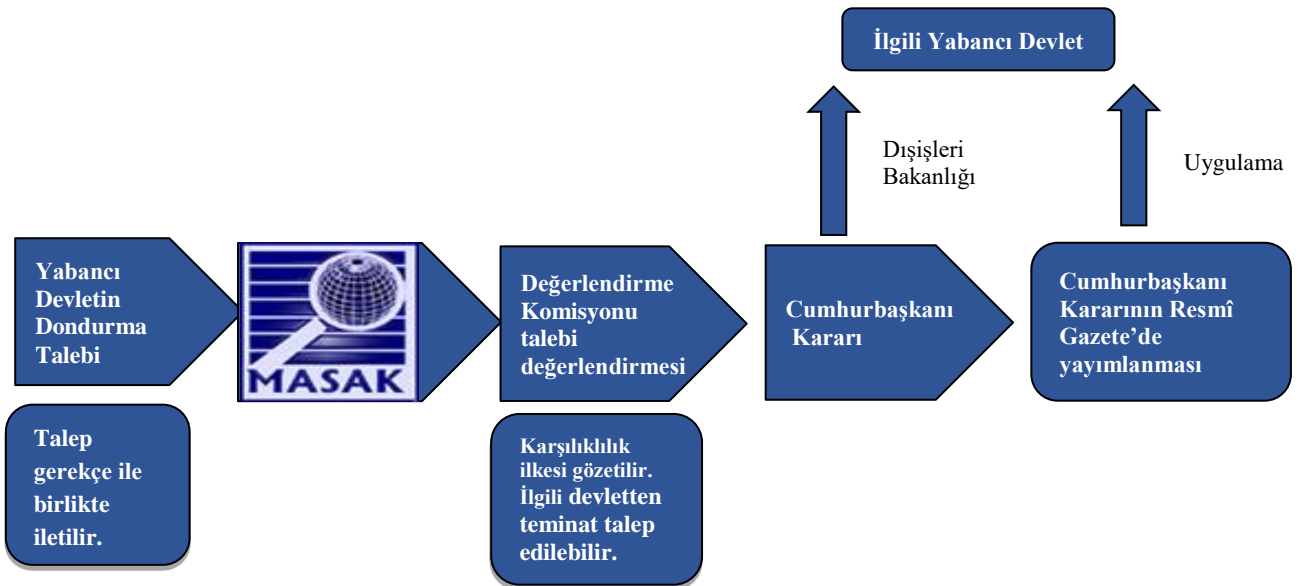 İlgili Yabancı Devlet
Dışişleri
Bakanlığı
Uygulama
Yabancı
Devletin
Dondurma
Talebi
MASAK
Değerlendirme
Komisyonu
talebi
değerlendirmesi
Cumhurbaşkanı
Kararı
Cumhurbaşkanı
Kararının Resmî
Gazete’de
yayımlanması
Talep
gerekçe ile
birlikte
iletilir.
Karşılıklılık
ilkesi gözetilir.
İlgili devletten
teminat talep
edilebilir.